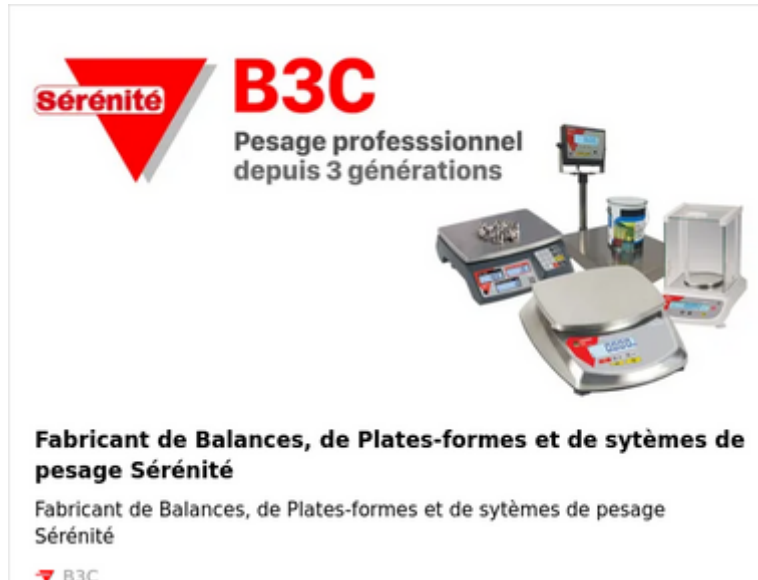 Sérénité
B3C
Pesage professsionnel
depuis 3 générations
Fabricant de Balances, de Plates-formes et de sytèmes de
pesage Sérénité
Fabricant de Balances, de Plates-formes et de sytèmes de pesage
Sérénité
B3C